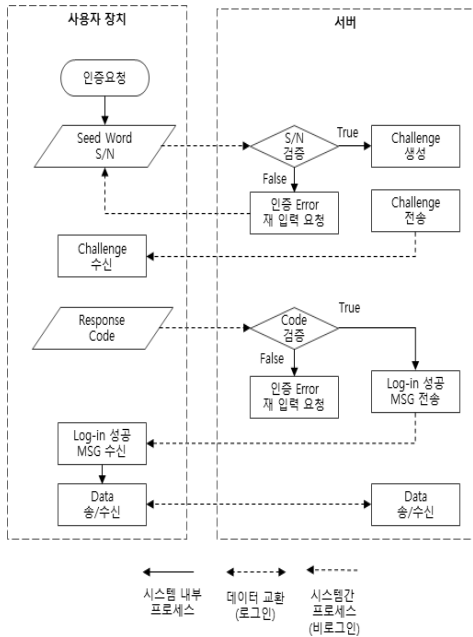 사용자 장치
서버
인증요청
Seed Word
S/N
S/N
검증
True
Challenge
생성
False
인증 Error
재 입력 요청
Challenge
전송
Challenge
수신
Response
Code
Code
검증
True
False
인증 Error
재 입력 요청
Log-in 성공
MSG 전송
Log-in 성공
MSG 수신
Data
송/수신
Data
송/수신
시스템 내부
프로세스
데이터 교환
(로그인)
시스템간
프로세스
(비로그인)